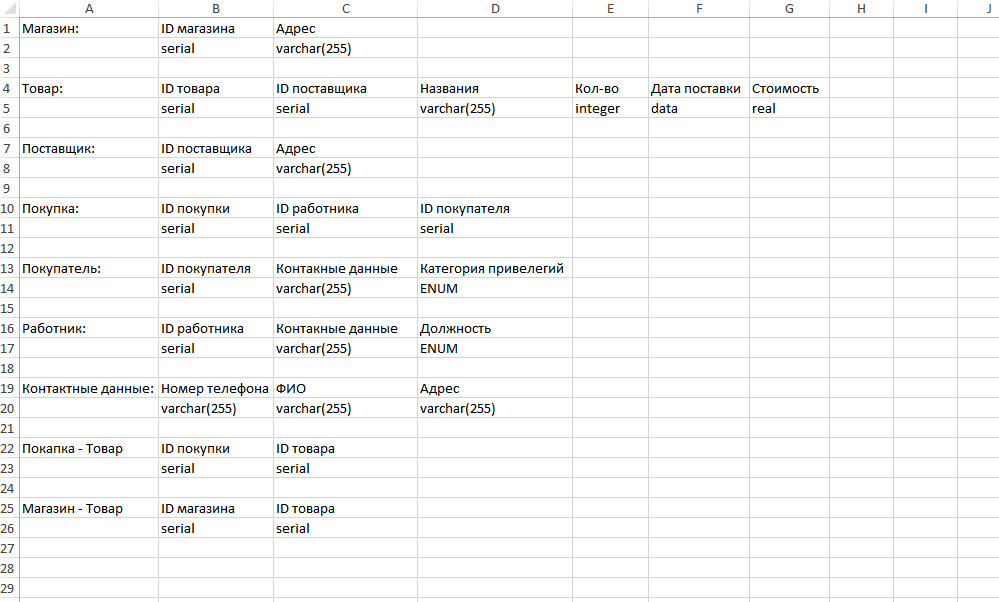 A B C D E F G H I J
1 Магазин: ID магазина Адрес
2 serial varchar(255)
3
4 Товар: ID товара ID поставщика Названия Кол-во Дата поставки Стоимость
5 serial serial varchar(255) integer data real
6
7 Поставщик: ID поставщика Адрес
8 serial varchar(255)
9
10 Покупка: ID покупки ID работника ID покупателя
11 serial serial serial
12
13 Покупатель: ID покупателя Контакные данные Категория привелегий
14 serial varchar(255) ENUM
15
16 Работник: ID работника Контакные данные Должность
17 serial varchar(255) ENUM
18
19 Контактные данные: Номер телефона ФИО Адрес
20 varchar(255) varchar(255) varchar(255)
21
22 Покапка - Товар ID покупки ID товара
23 serial serial
24
25 Магазин - Товар ID магазина ID товара
26 serial serial
27
28
29